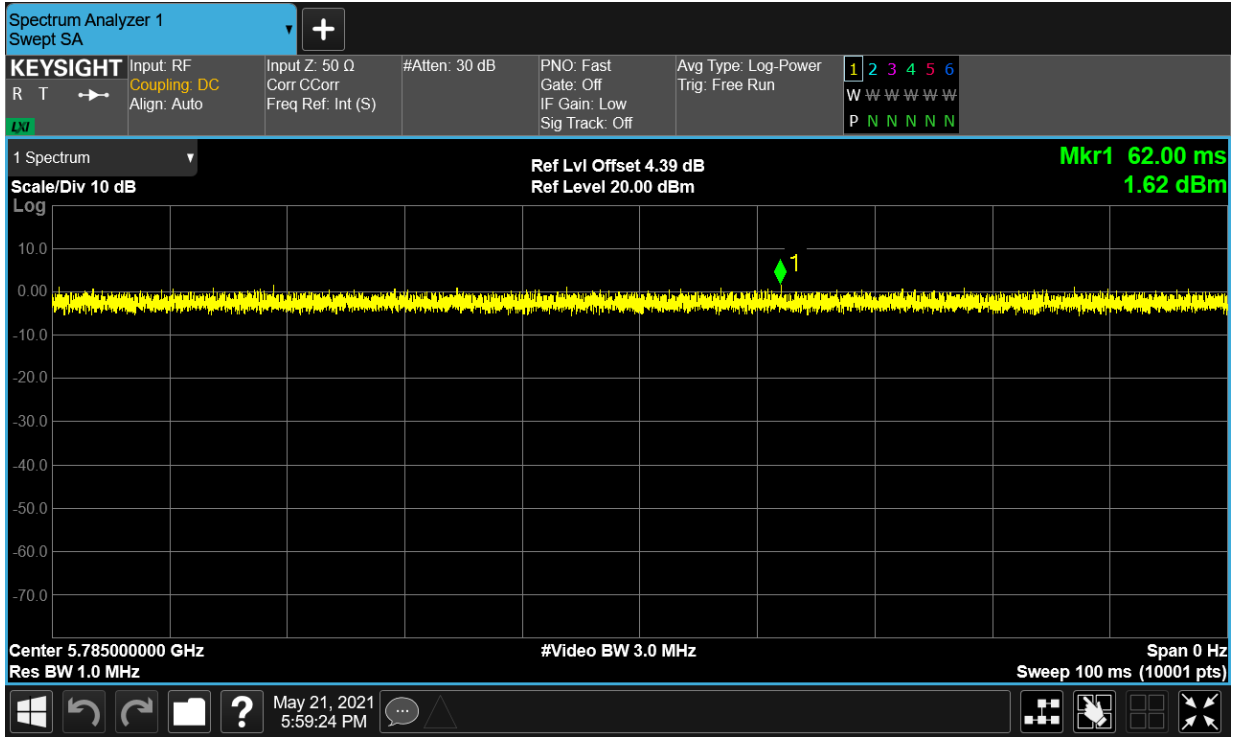 Spectrum Analyzer 1
Swept SA
KEYSIGHT
R T
LXI
Input: RF
Coupling: DC
Align: Auto
Input Z: 50 Ω
Corr CCorr
Freq Ref: Int (S)
#Atten: 30 dB
PNO: Fast
Gate: Off
IF Gain: Low
Sig Track: Off
Avg Type: Log-Power
Trig: Free Run
1 2 3 4 5 6
W W W W W W
P N N N N N
1 Spectrum
Scale/Div 10 dB
Ref Lvl Offset 4.39 dB
Ref Level 20.00 dBm
Mkr1 62.00 ms
1.62 dBm
Log
10.0
0.00
-10.0
-20.0
-30.0
-40.0
-50.0
-60.0
-70.0
1
Center 5.785000000 GHz
Res BW 1.0 MHz
#Video BW 3.0 MHz
Span 0 Hz
Sweep 100 ms (10001 pts)
?
May 21, 2021
5:59:24 PM